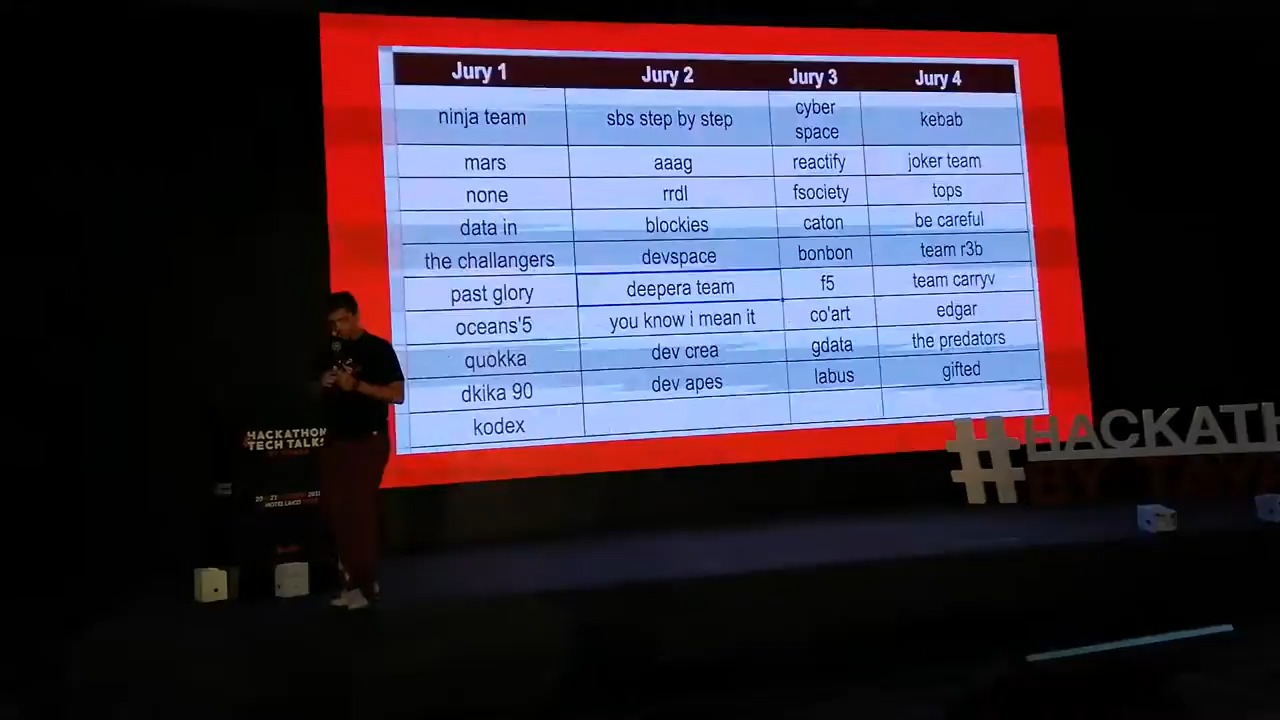 Jury 1 Jury 2 Jury 3 Jury 4
ninja team sbs step by step cyber space kebab
mars aaag reactify joker team
none rrdl fsociety tops
data in blockies caton be careful
the challangers devspace bonbon team r3b
past glory deepera team f5 team carryv
oceans'5 you know i mean it co'art edgar
quokka dev crea gdata the predators
dkika 90 dev apes labus gifted
kodex
HACKATHON
TECH TALKS
#HACKATH